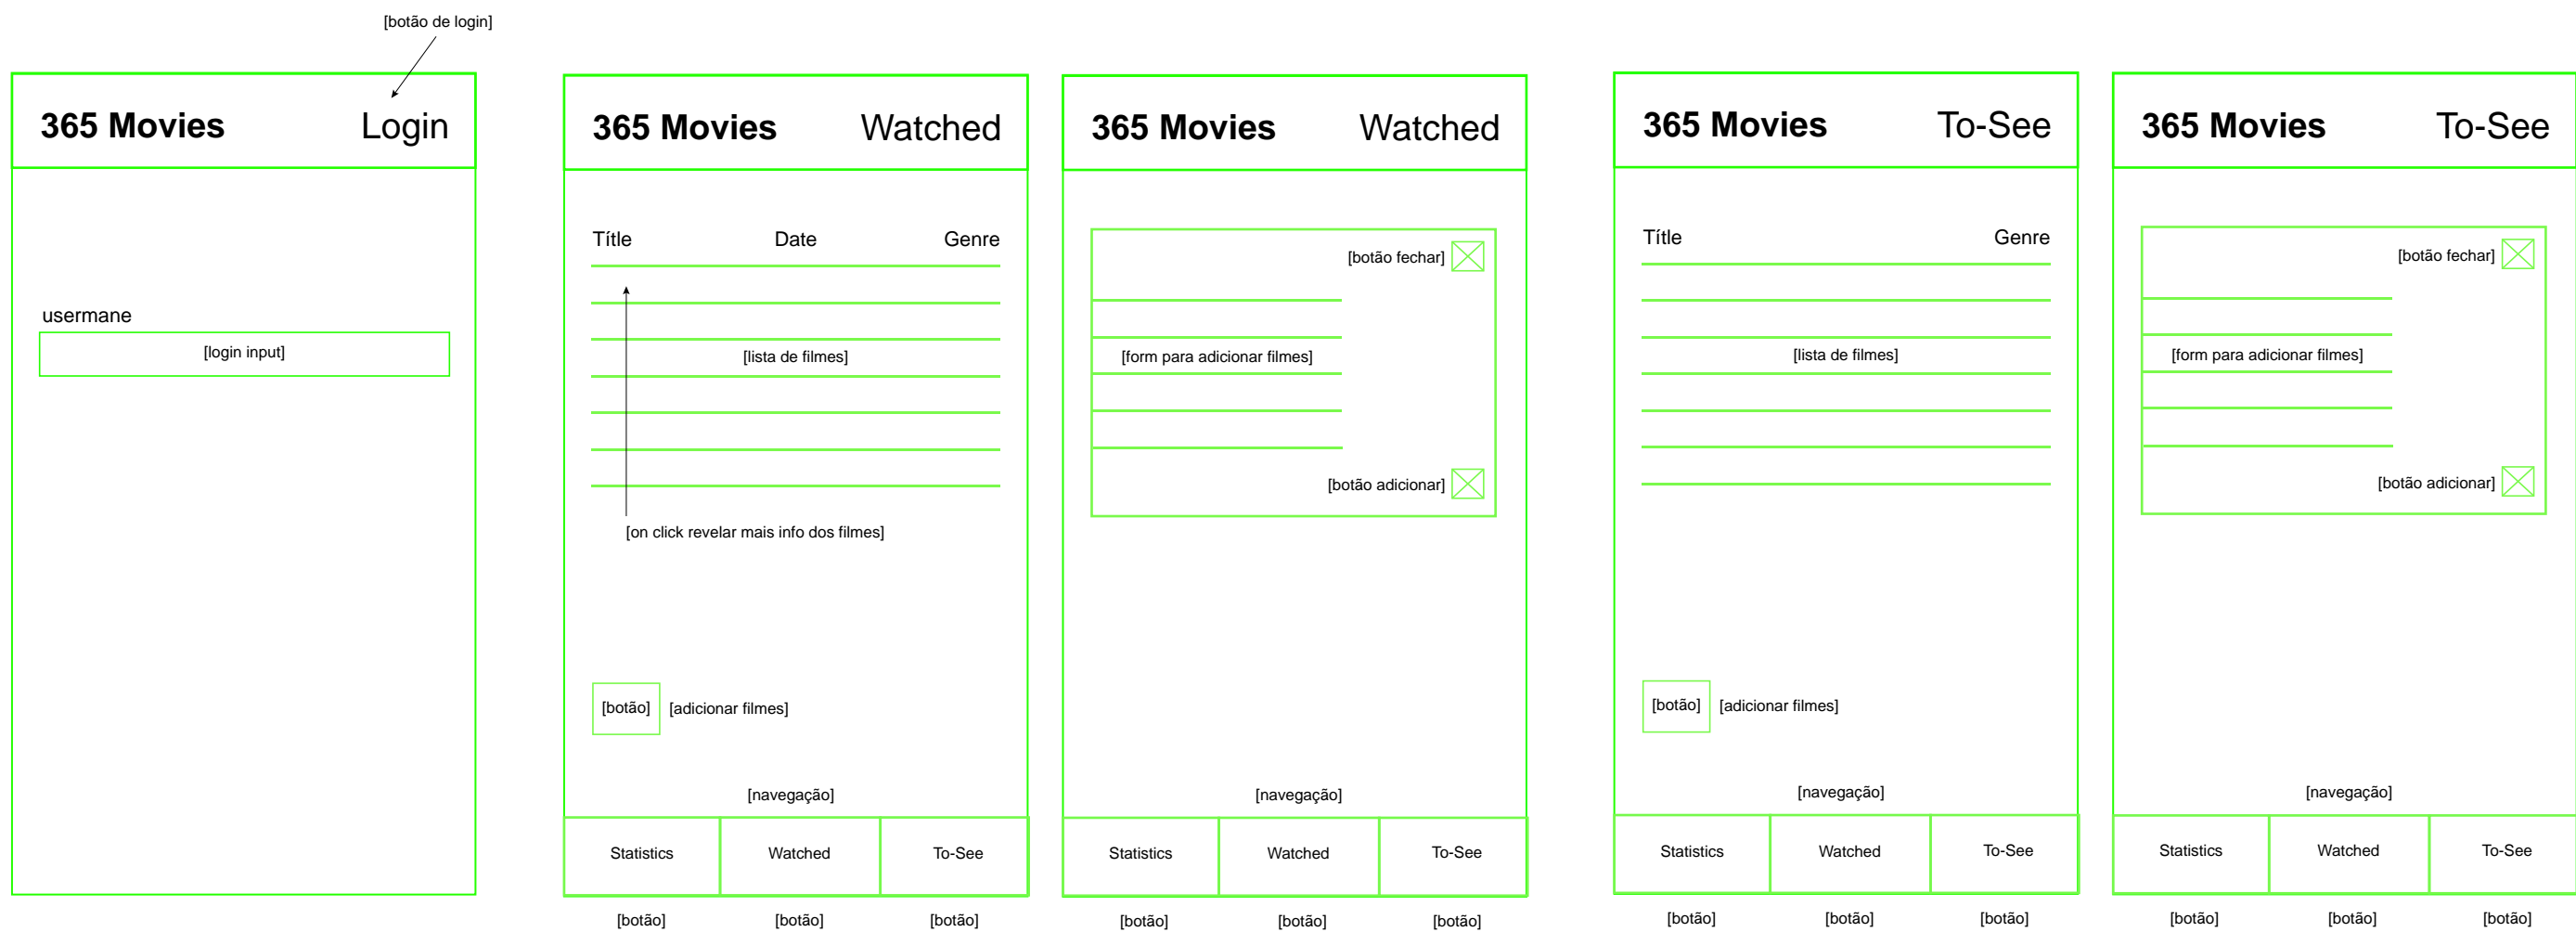 [botão de login]
365 Movies
Login
usermane
[login input]
365 Movies
Watched
Títle
Date
Genre
[lista de filmes]
[on click revelar mais info dos filmes]
[botão]
[adicionar filmes]
[navegação]
Statistics
Watched
To-See
[botão]
[botão]
[botão]
365 Movies
Watched
[botão fechar]
[form para adicionar filmes]
[botão adicionar]
[navegação]
Statistics
Watched
To-See
[botão]
[botão]
[botão]
365 Movies
To-See
Títle
Genre
[lista de filmes]
[botão]
[adicionar filmes]
[navegação]
Statistics
Watched
To-See
[botão]
[botão]
[botão]
365 Movies
To-See
[botão fechar]
[form para adicionar filmes]
[botão adicionar]
[navegação]
Statistics
Watched
To-See
[botão]
[botão]
[botão]